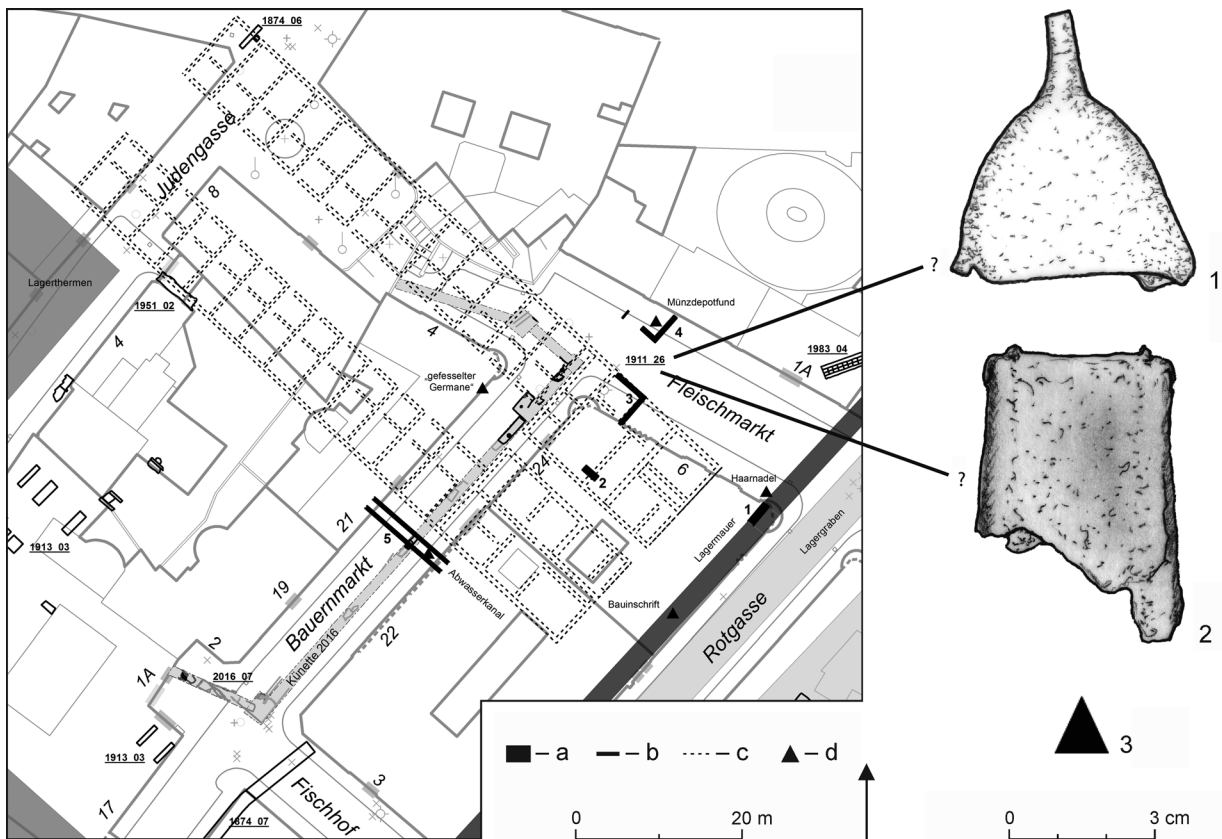 1874_06
Judengasse
8
Lagerthermen
1951_02
4
4
Münzdepotfund
4
?
1
1911_26
1983_04
1A
„gefesselter
Germane“
3
Fleischmarkt
?
24
2
6
Haarnadel
1
21
5
Lagermauer
Lagergraben
1913_03
Bauernmarkt
Abwasserkanal
19
Bauinschrift
2
22
Künette 2016
Rotgasse
2
1A
2016_07
1913_03
3
17
Fischhof
1874_07
– a
– b
– c
– d
3
0
20 m
0
3 cm